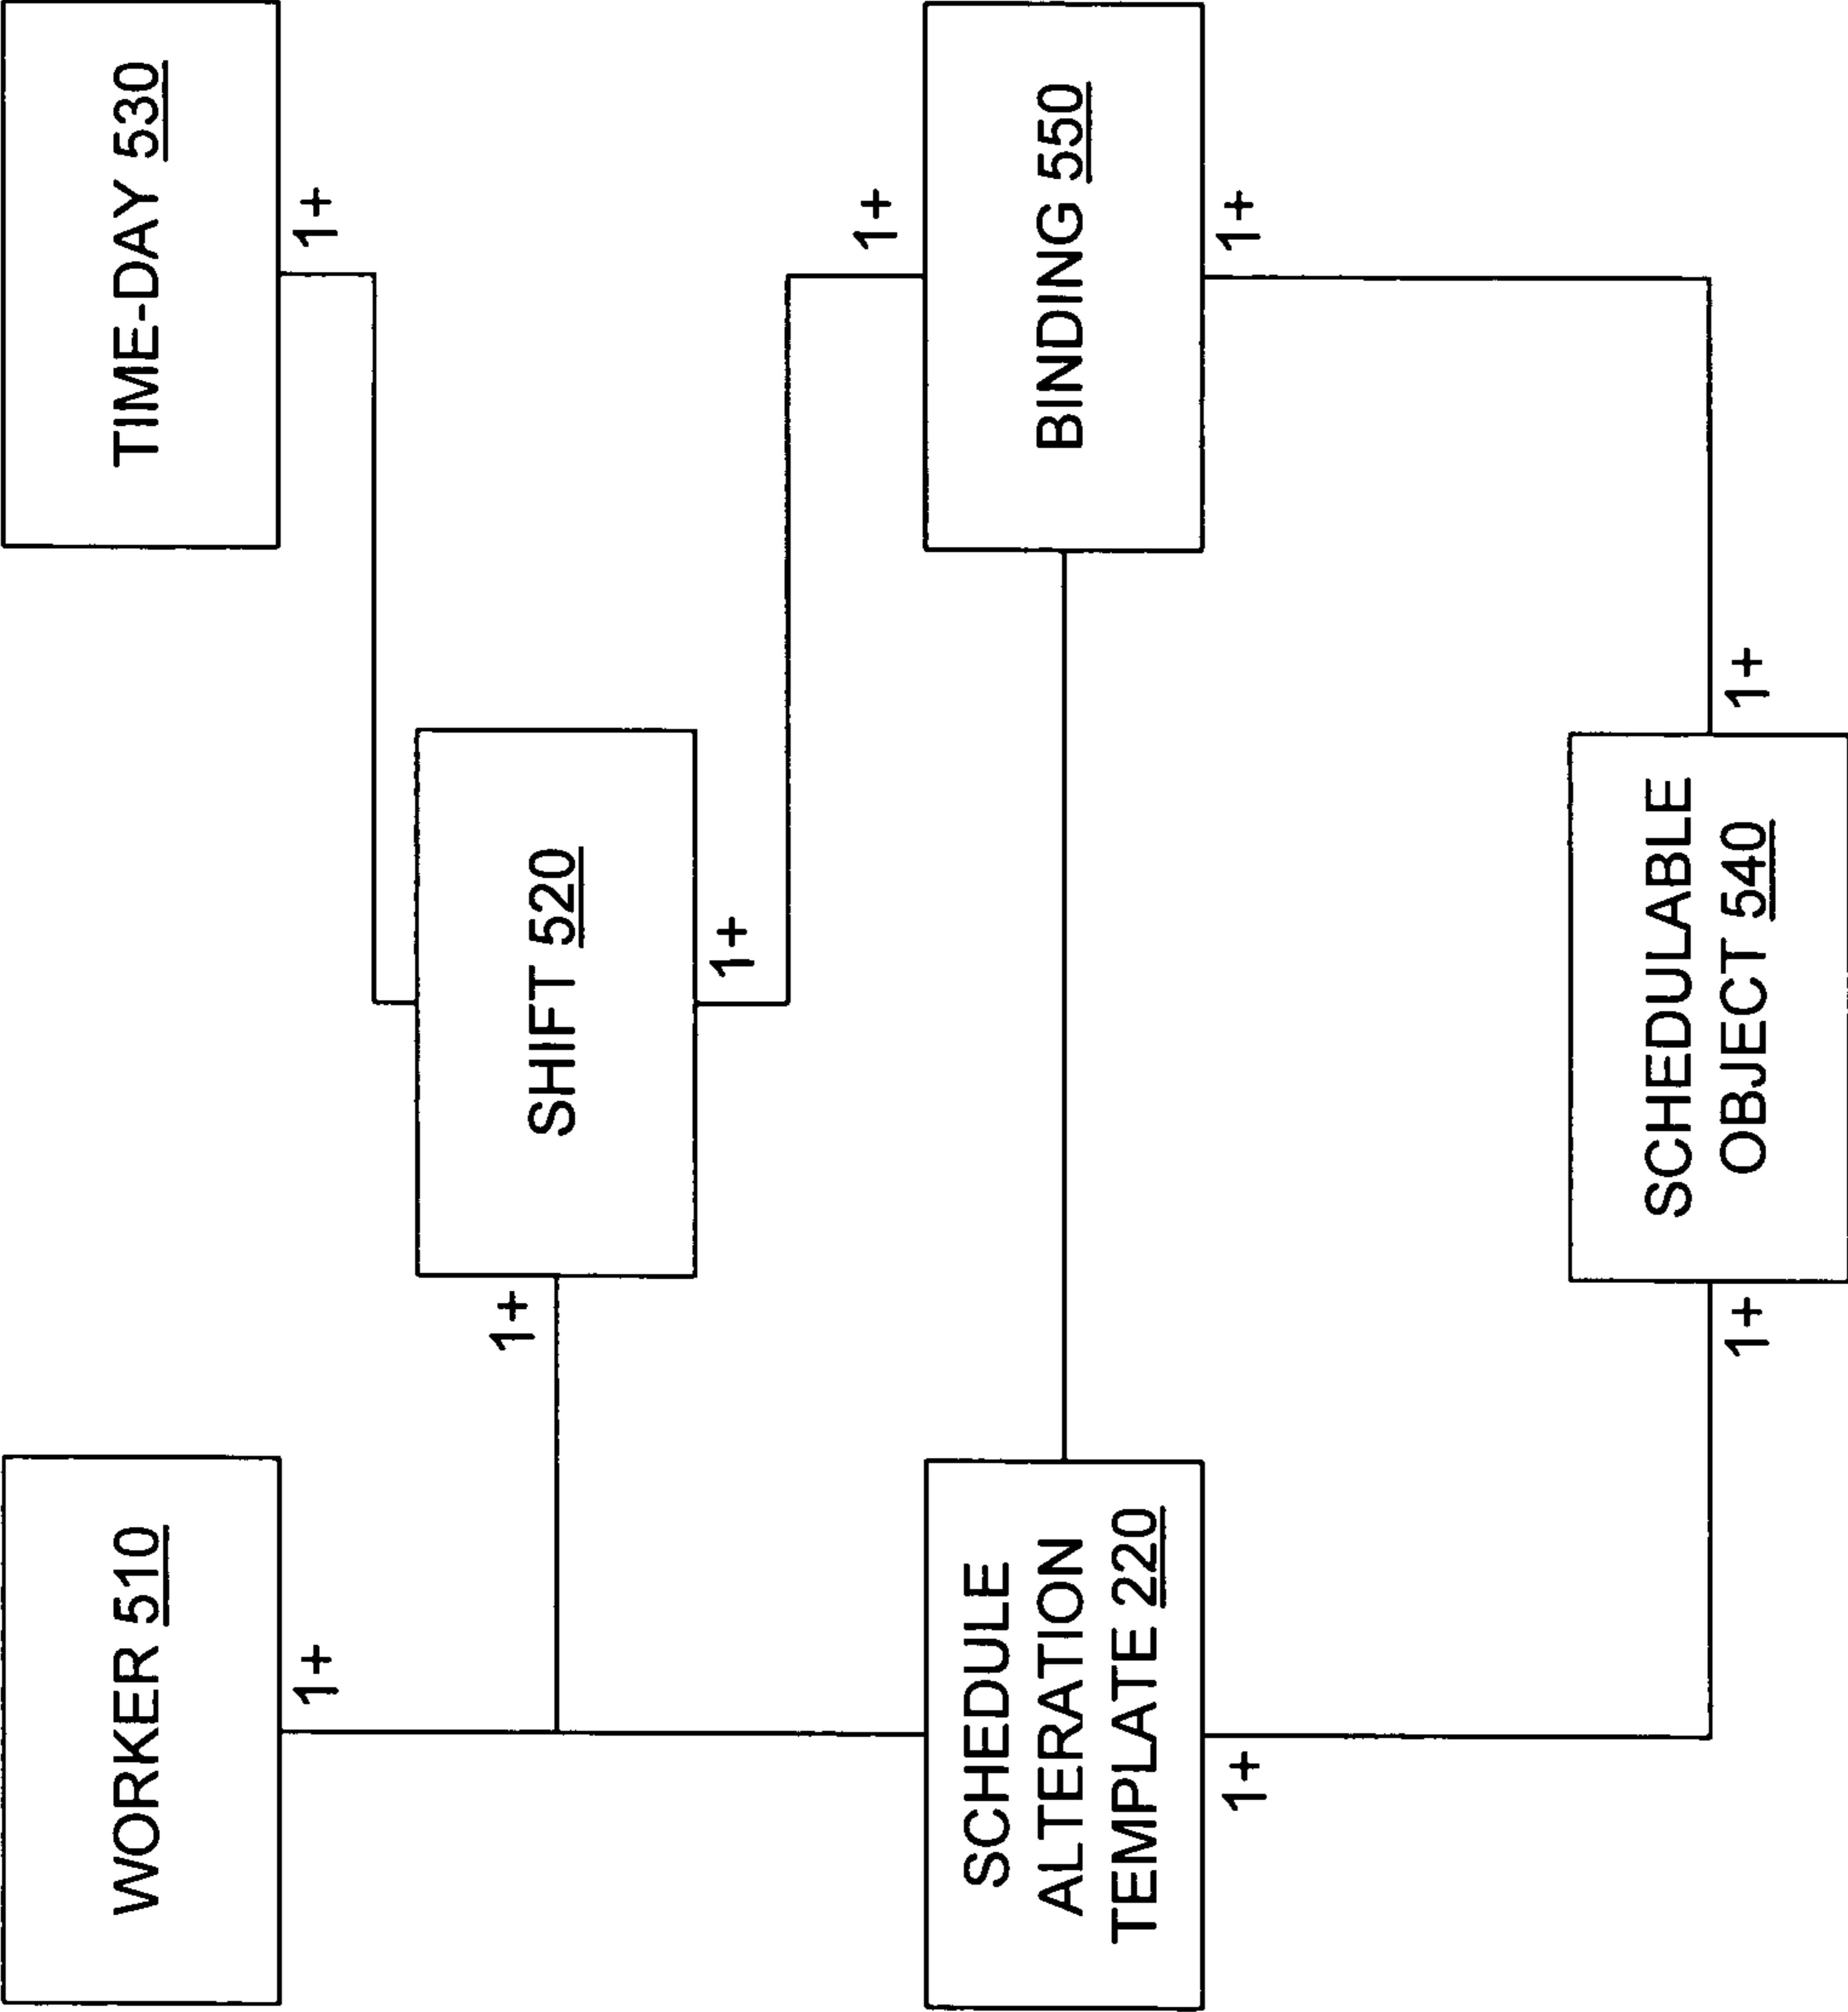 WORKER 510
1+
TIME-DAY 530
1+
1+
SHIFT 520
1+
SCHEDULE
ALTERATION
TEMPLATE 220
1+
1+
BINDING 550
1+
1+
SCHEDULABLE
OBJECT 540
1+